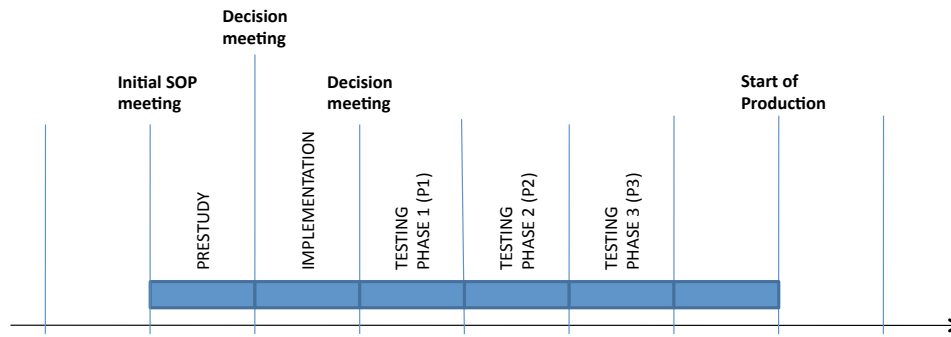 Decision
meeting
Initial SOP
meeting
Decision
meeting
Start of
Production
PRESTUDY
IMPLEMENTATION
TESTING
PHASE 1 (P1)
TESTING
PHASE 2 (P2)
TESTING
PHASE 3 (P3)